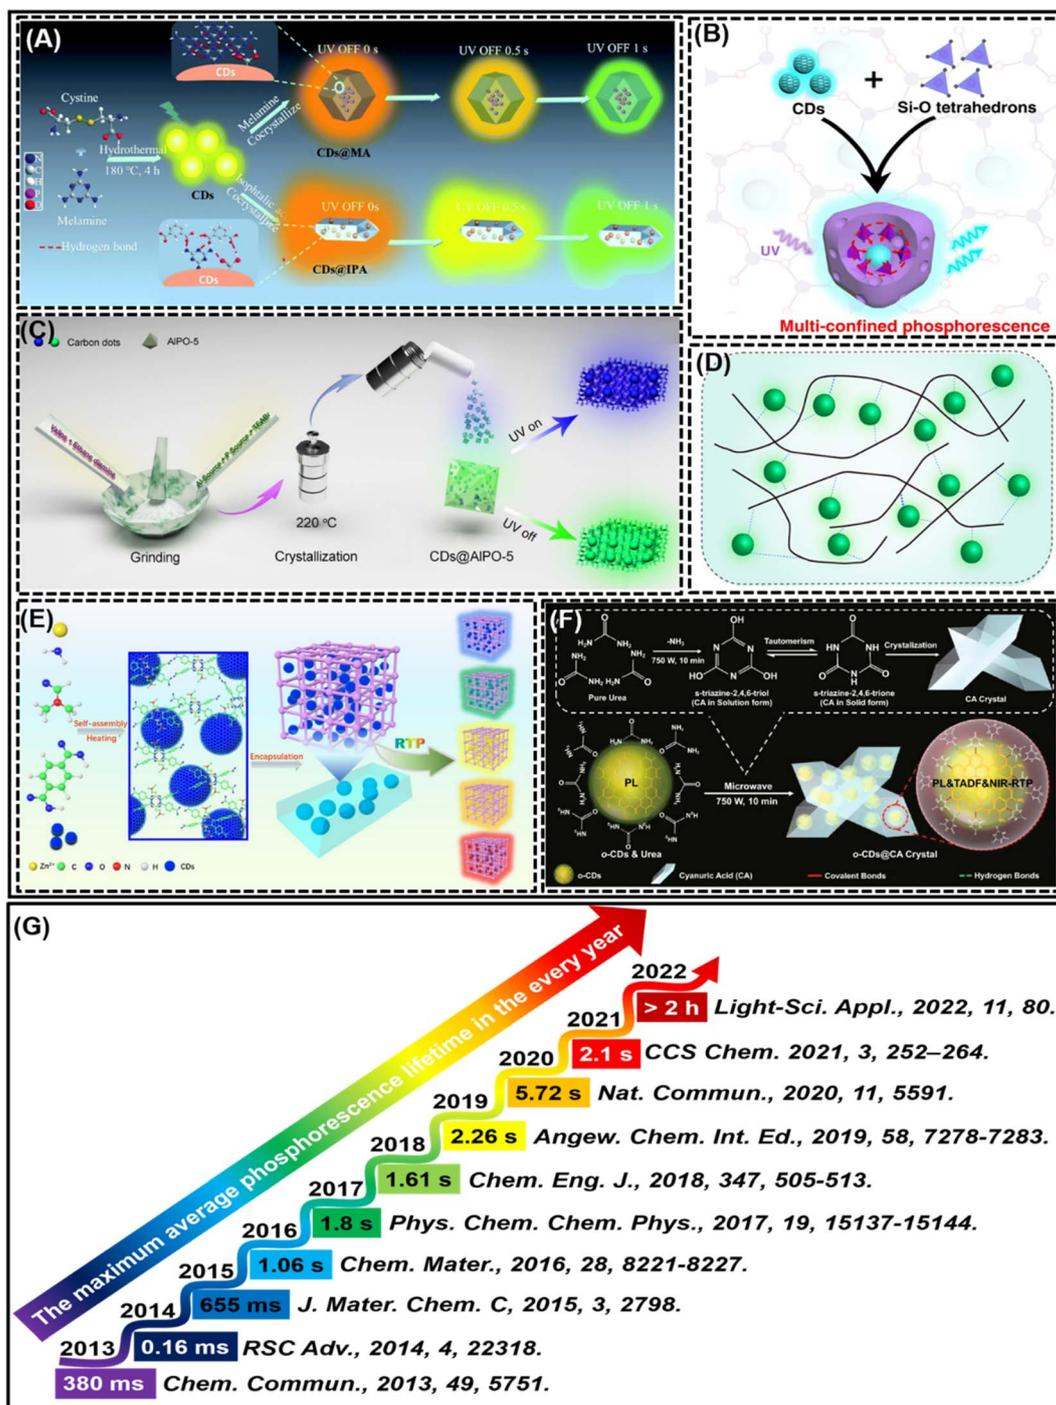 (A)
CDs
Cystine
Hydrothermal
180 °C, 4 h
Melamine
Hydrogen bond
CDs
Melamine
Cocrystallize
Cocrystallize
CDs
UV OFF 0 s
UV OFF 0.5 s
UV OFF 1 s
CDs@MA
UV OFF 0s
UV OFF 0.5 s
UV OFF 1 s
CDs@IPA
(B)
CDs
+
Si-O tetrahedrons
UV
Multi-confined phosphorescence
(C)
Carbon dots
AlPO-5
Grinding
220 °C
Crystallization
CDs@AlPO-5
UV on
UV off
(D)
(E)
Self-assembly
Heating
Encapsulation
RTP
Zn²⁺ C O N H CDs
(F)
Pure Urea
-NH₃
750 W, 10 min
s-triazine-2,4,6-triol
(CA in Solution form)
Tautomerism
s-triazine-2,4,6-trione
(CA in Solid form)
Crystalization
CA Crystal
PL
o-CDs & Urea
Microwave
750 W, 10 min
o-CDs@CA Crystal
PL&TADF&NIR-RTP
o-CDs
Cyanuric Acid (CA)
Covalent Bonds
Hydrogen Bonds
(G)
The maximum average phosphorescence lifetime in the every year
2022
> 2 h Light-Sci. Appl., 2022, 11, 80.
2021
2.1 s CCS Chem. 2021, 3, 252–264.
2020
5.72 s Nat. Commun., 2020, 11, 5591.
2019
2.26 s Angew. Chem. Int. Ed., 2019, 58, 7278-7283.
2018
1.61 s Chem. Eng. J., 2018, 347, 505-513.
2017
1.8 s Phys. Chem. Chem. Phys., 2017, 19, 15137-15144.
2016
1.06 s Chem. Mater., 2016, 28, 8221-8227.
2015
655 ms J. Mater. Chem. C, 2015, 3, 2798.
2014
0.16 ms RSC Adv., 2014, 4, 22318.
2013
380 ms Chem. Commun., 2013, 49, 5751.